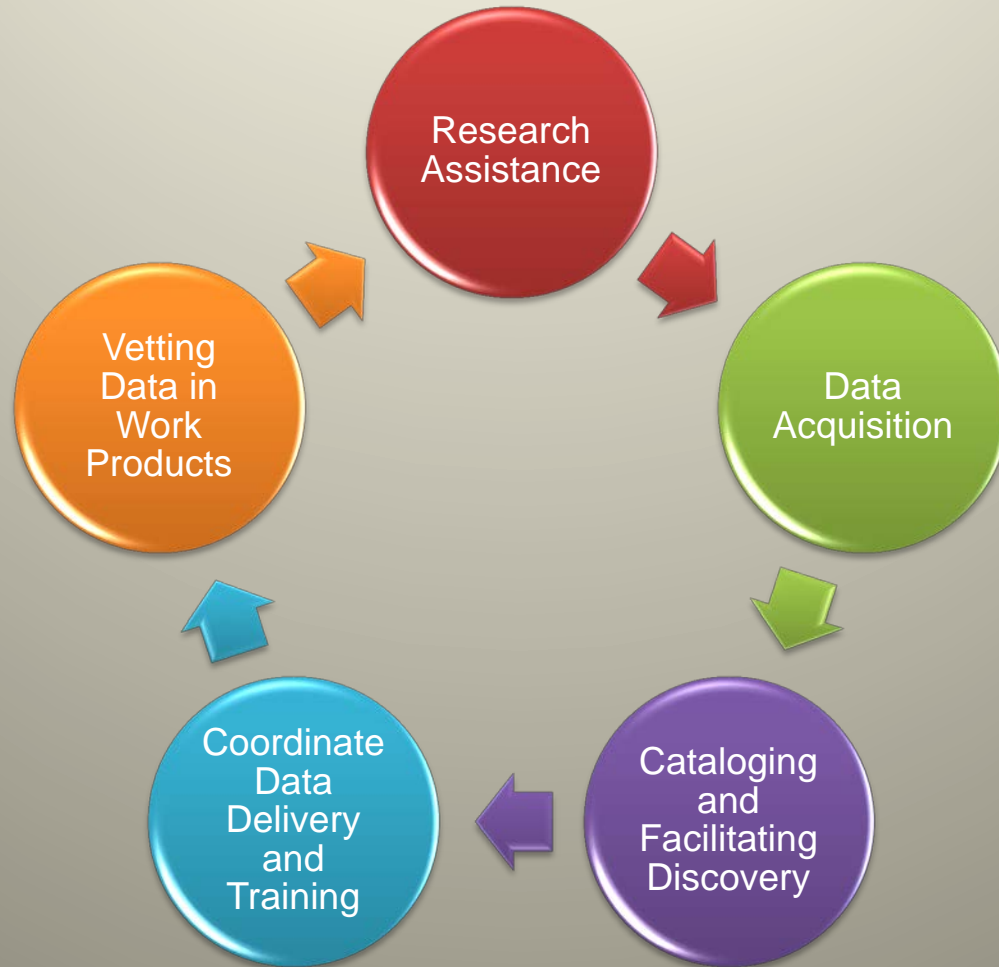 Research
Assistance
Data
Acquisition
Cataloging
and
Facilitating
Discovery
Coordinate
Data
Delivery
and
Training
Vetting
Data in
Work
Products